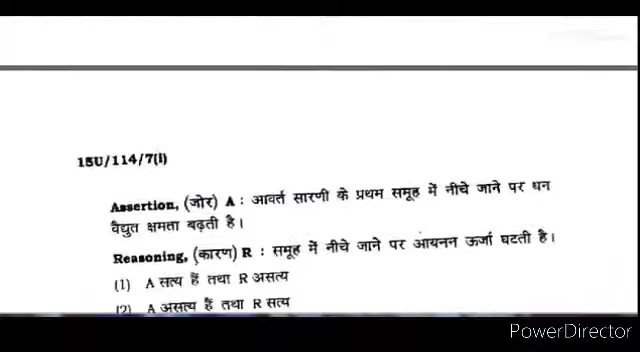 15U/114/7(i)
Assertion, (जोर) A : आवर्त सारणी के प्रथम समूह में नीचे जाने पर धन
वैद्युत क्षमता बढ़ती है।
Reasoning, (कारण) R : समूह में नीचे जाने पर आयनन ऊर्जा घटती है।
(1) A सत्य हैं तथा R असत्य
(2) A असत्य हैं तथा R सत्य
PowerDirector